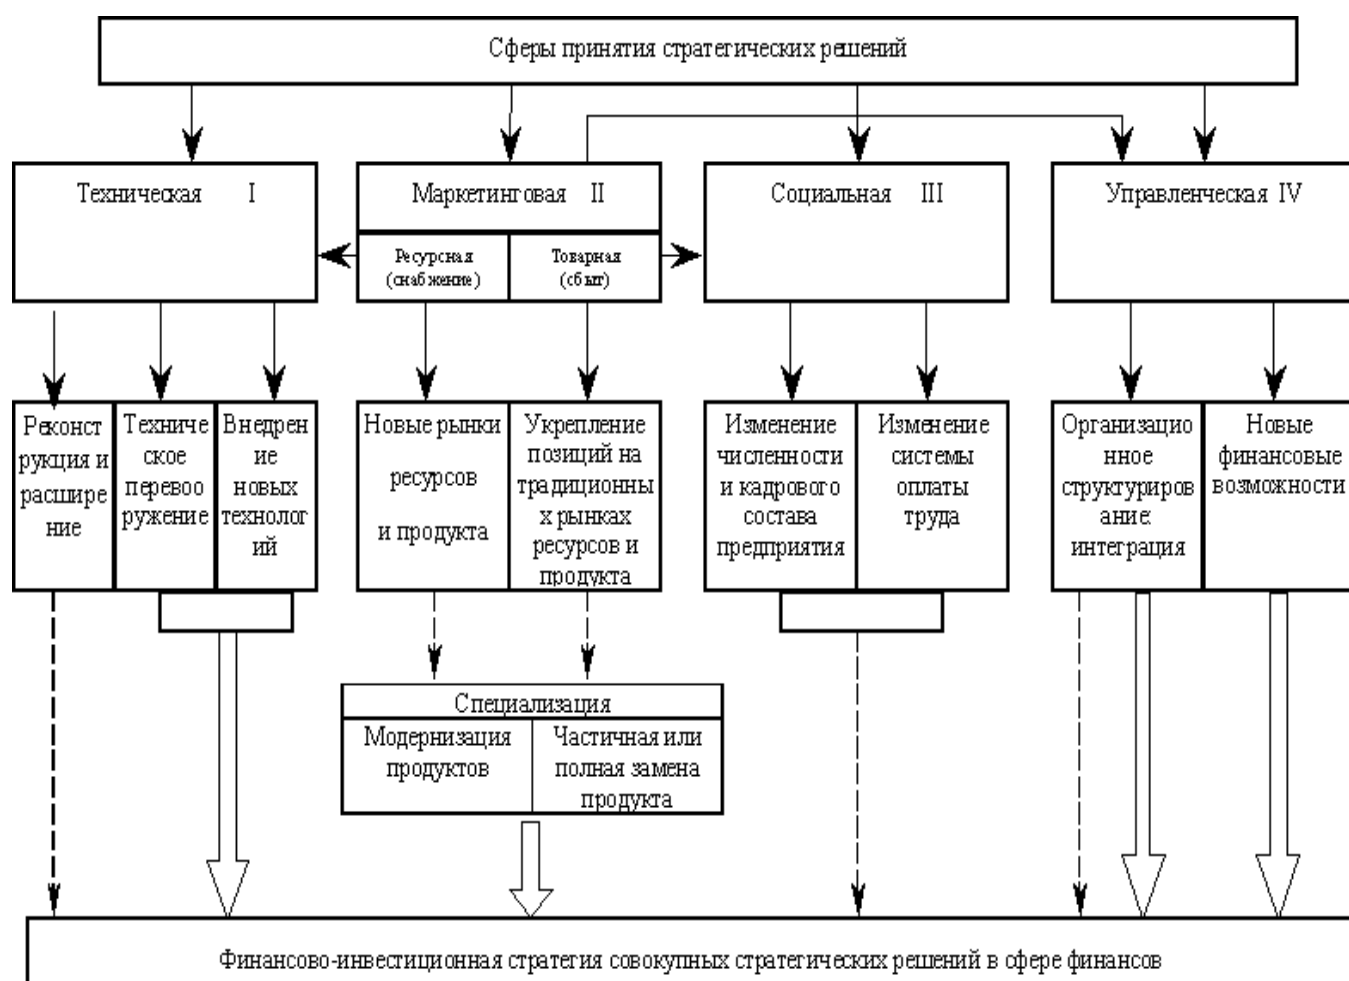 Сферы принятия стратегических решений
Техническая I
Маркетинговая II
Социальная III
Управленческая IV
Ресурсная
(снабжение)
Товарная
(сбыт)
Реконст
рукция и
расшире
ние
Техниче
ское
перевоо
ружение
Внедрен
ие
новых
технолог
ий
Новые рынки
ресурсов
и продукта
Укрепление
позиций на
традиционны
х рынках
ресурсов и
продукта
Изменение
численности
и кадрового
состава
предприятия
Изменение
системы
оплаты
труда
Организацио
нное
структуриров
ание:
интеграция
Новые
финансовые
возможности
Специализация
Модернизация
продуктов
Частичная или
полная замена
продукта
Финансово-инвестиционная стратегия совокупных стратегических решений в сфере финансов